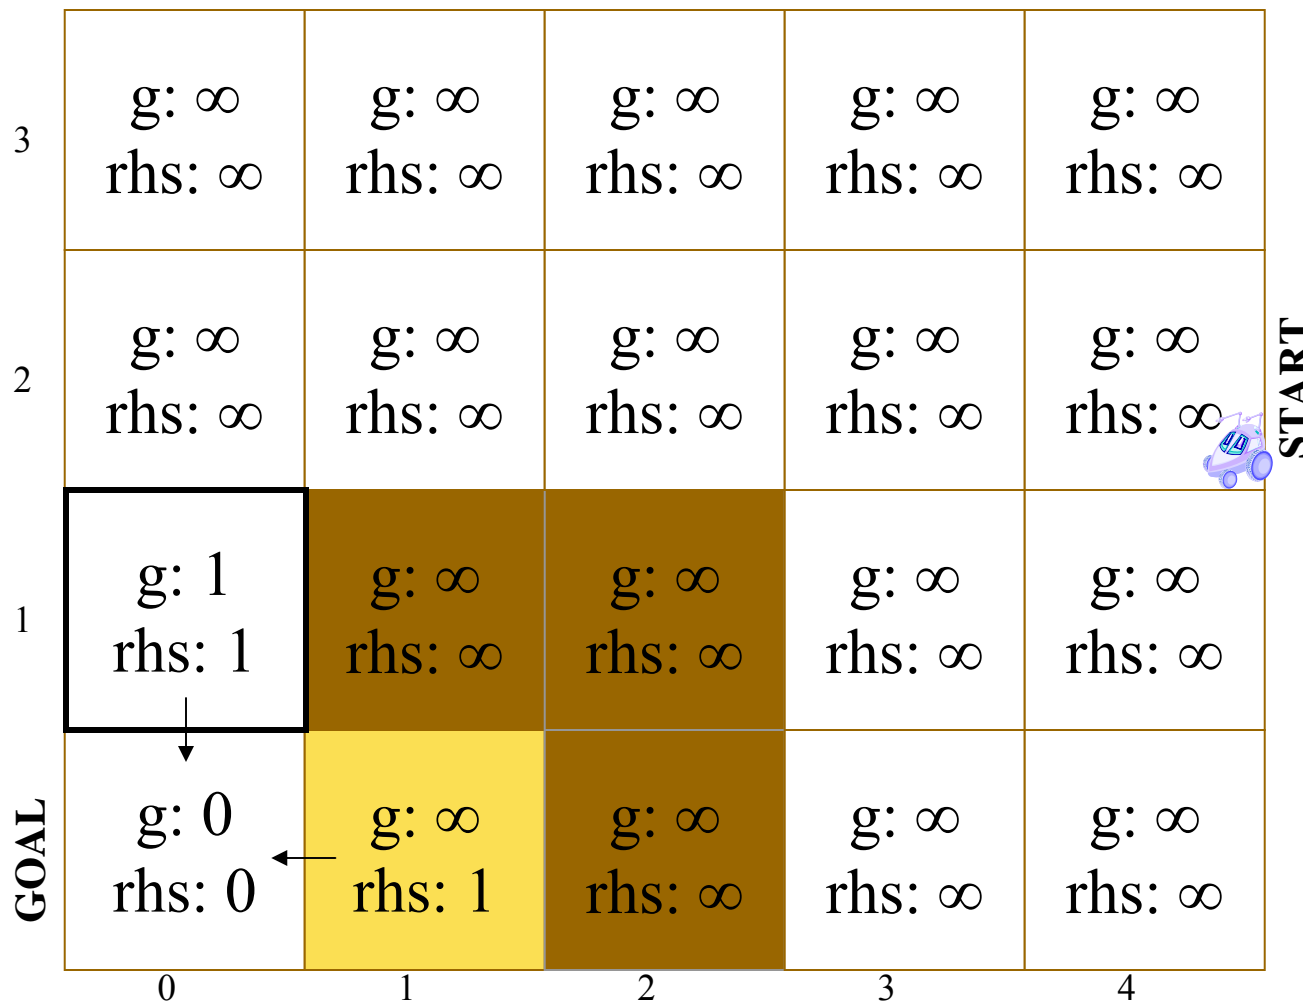 g: ∞ g: ∞ g: ∞ g: ∞ g: ∞
3
rhs: ∞ rhs: ∞ rhs: ∞ rhs: ∞ rhs: ∞
g: ∞ g: ∞ g: ∞ g: ∞ g: ∞
2
rhs: ∞ rhs: ∞ rhs: ∞ rhs: ∞ rhs: ∞
START
g: 1 g: ∞ g: ∞ g: ∞ g: ∞
1
rhs: 1 rhs: ∞ rhs: ∞ rhs: ∞ rhs: ∞
g: 0 g: ∞ g: ∞ g: ∞ g: ∞
GOAL
rhs: 0 rhs: 1 rhs: ∞ rhs: ∞ rhs: ∞
0 1 2 3 4